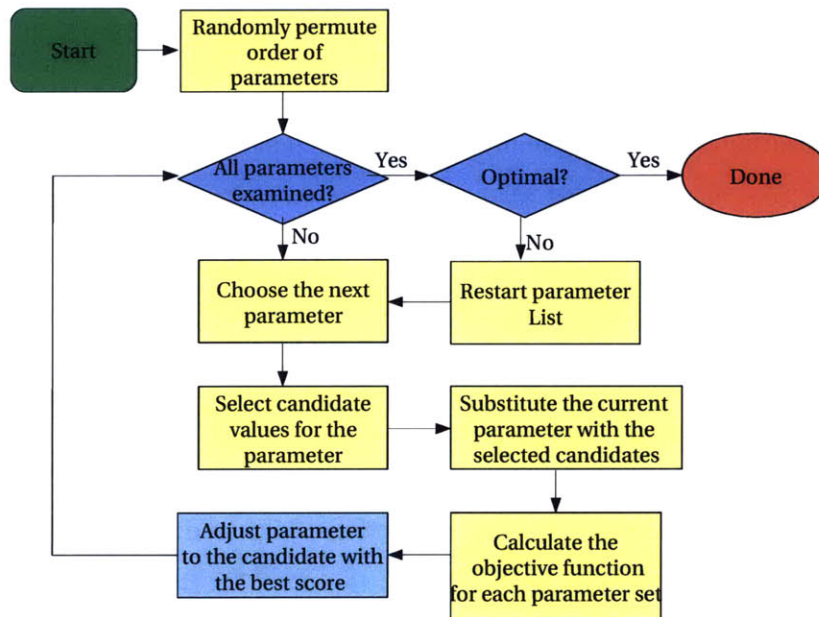 Start
Randomly permute
order of
parameters
All parameters
examined?
Yes
Optimal?
Yes
Done
No
No
Choose the next
parameter
Restart parameter
List
Select candidate
values for the
parameter
Substitute the current
parameter with the
selected candidates
Adjust parameter
to the candidate with
the best score
Calculate the
objective function
for each parameter set